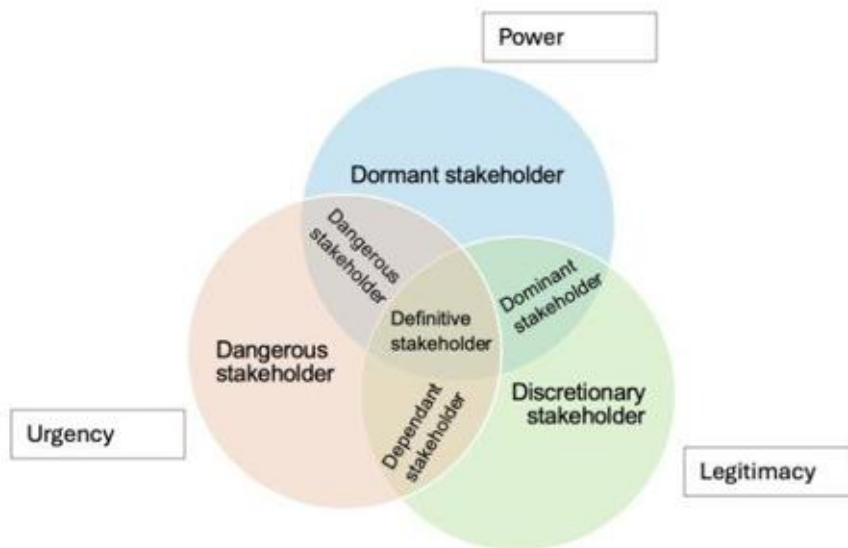 Power
Dormant stakeholder
Dangerous
stakeholder
Dominant
stakeholder
Definitive
stakeholder
Dangerous
stakeholder
Dependant
stakeholder
Discretionary
stakeholder
Urgency
Legitimacy